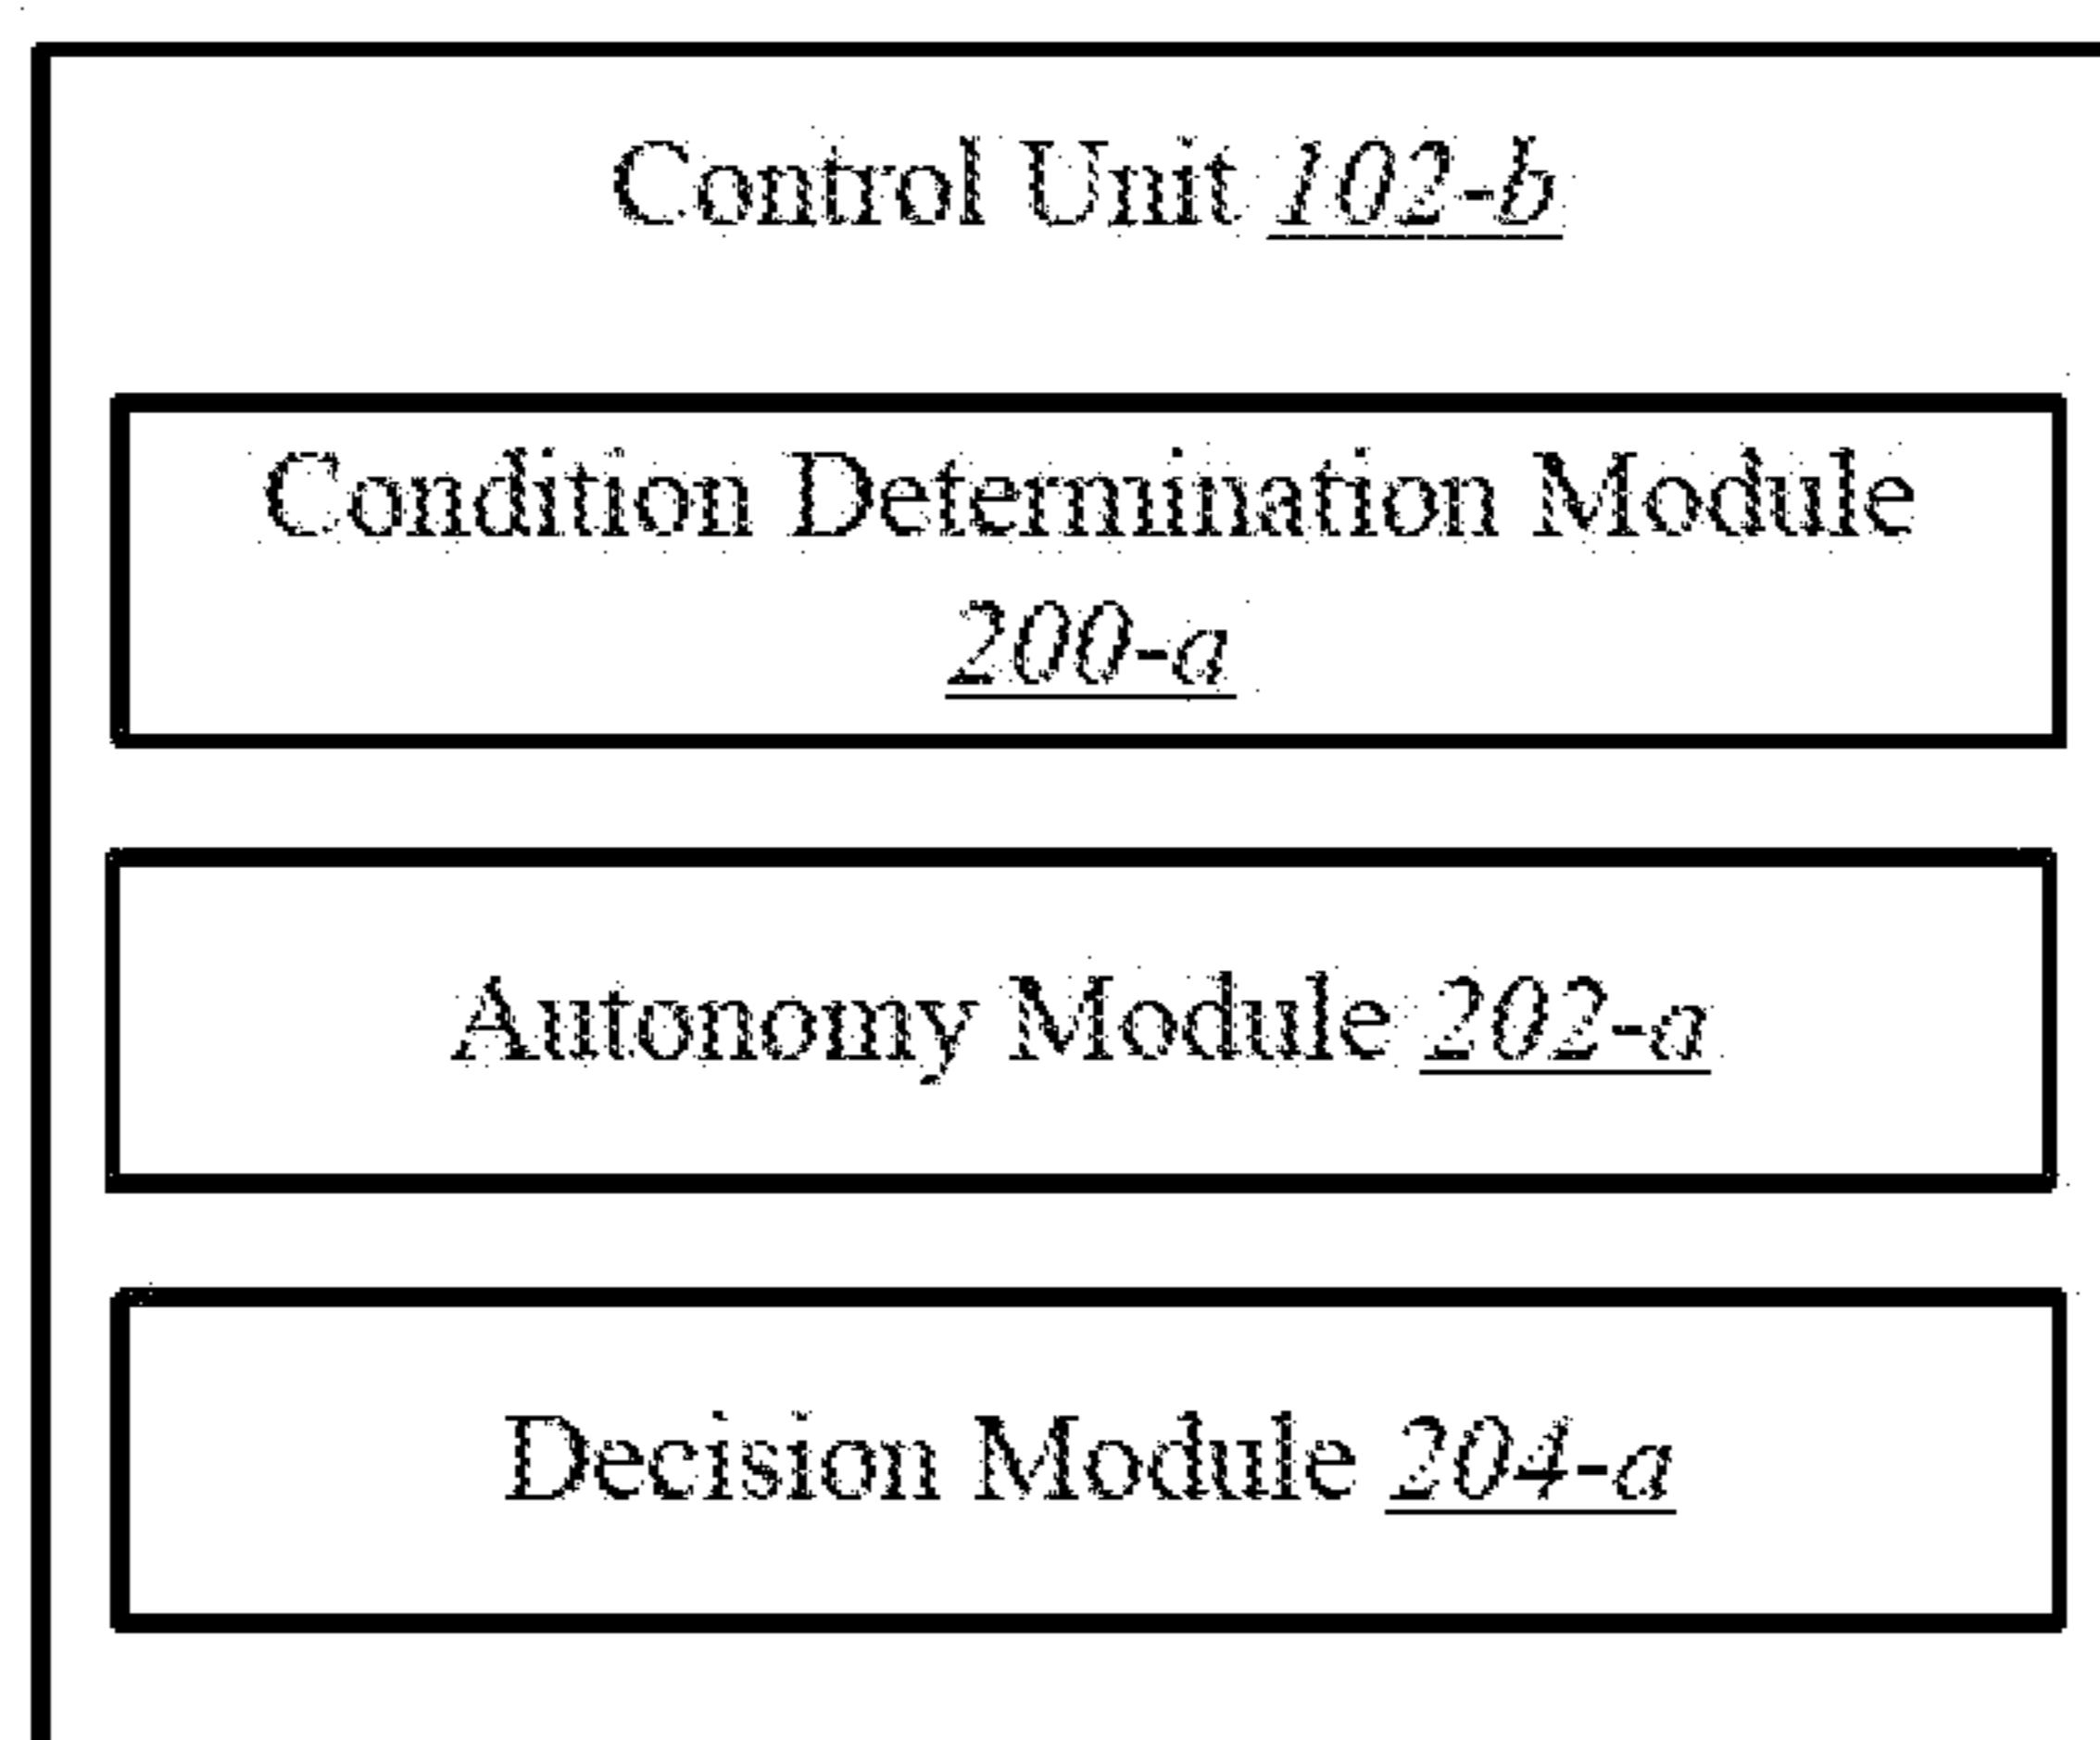 Control Unit 102-b
Condition Determination Module
200-a
Autonomy Module 202-a
Decision Module 204-a